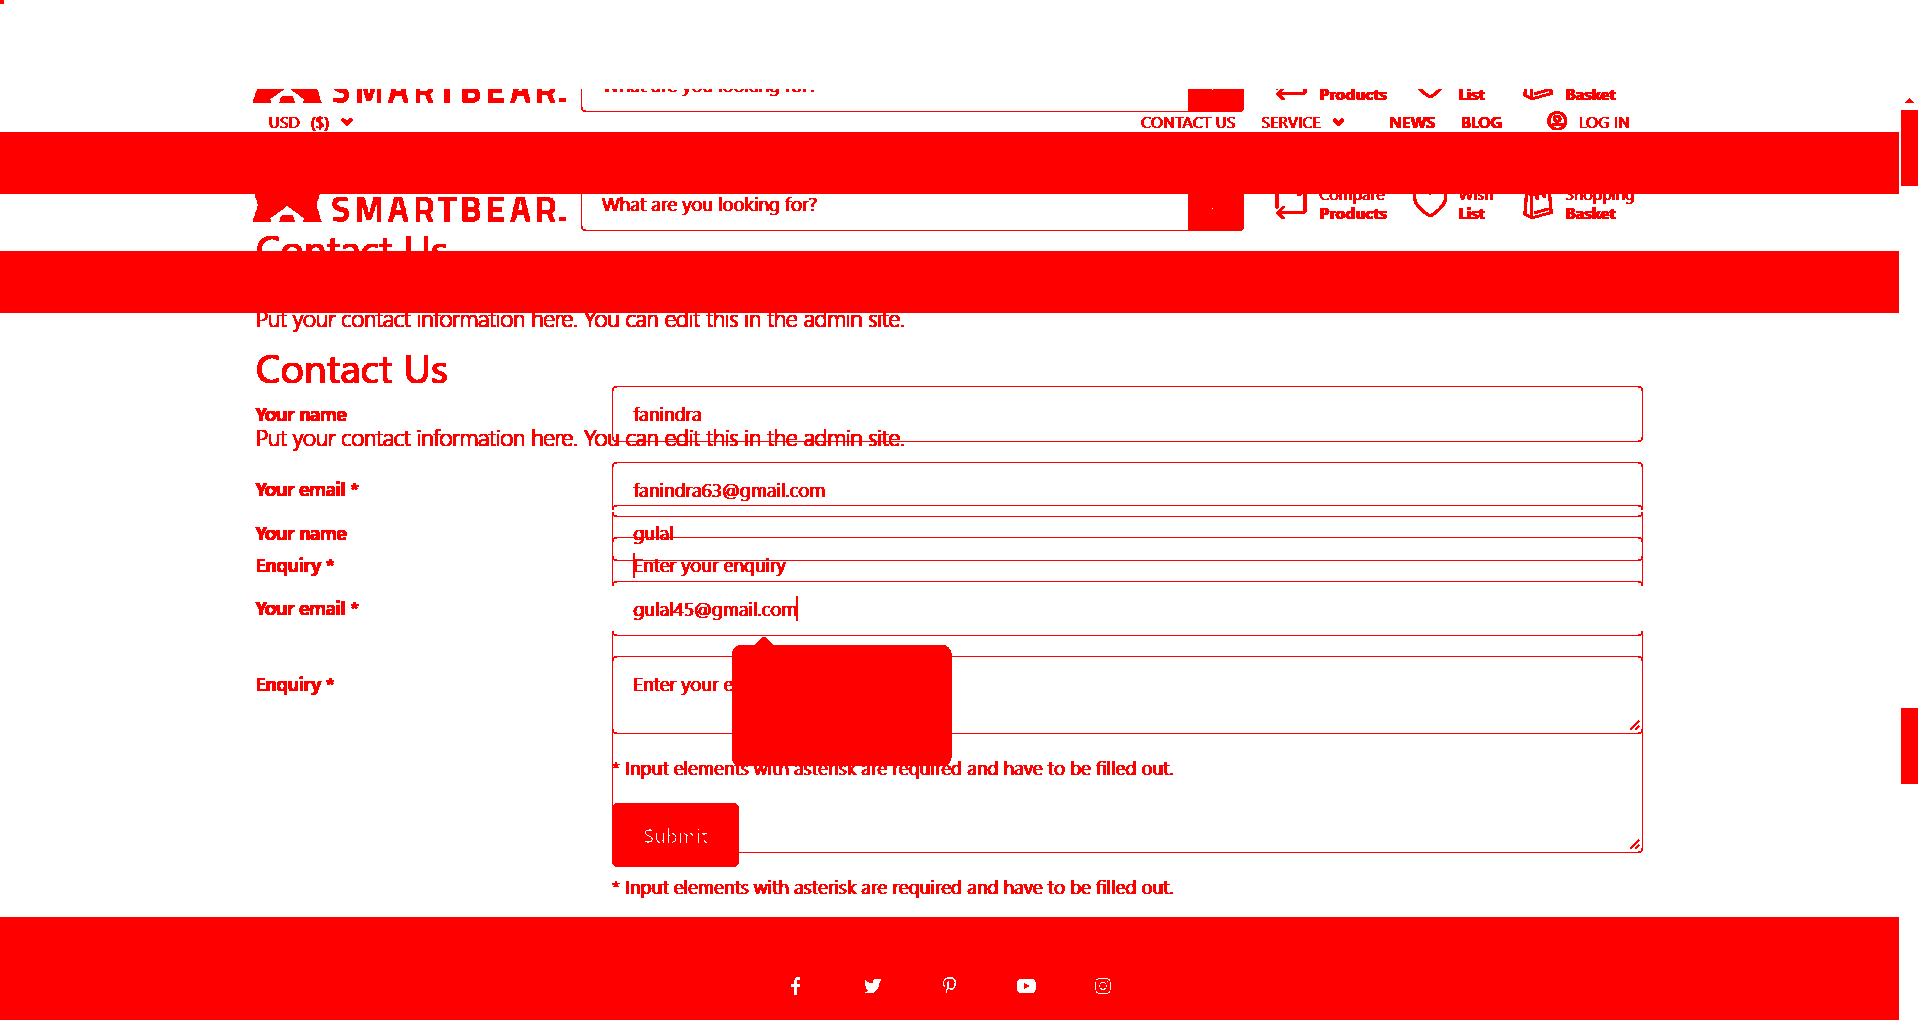 SMARTBEAR. What are you looking for? Products List Basket
USD ($) CONTACT US SERVICE NEWS BLOG LOG IN
SMARTBEAR. What are you looking for? Compare Products Wish List Shopping Basket
Contact Us
Put your contact information here. You can edit this in the admin site.
Contact Us
Your name fanindra
Put your contact information here. You can edit this in the admin site.
Your email * fanindra63@gmail.com
Your name gulal
Enquiry * Enter your enquiry
Your email * gulal45@gmail.com
Enquiry * Enter your e
* Input elements with asterisk are required and have to be filled out.
Submit
* Input elements with asterisk are required and have to be filled out.